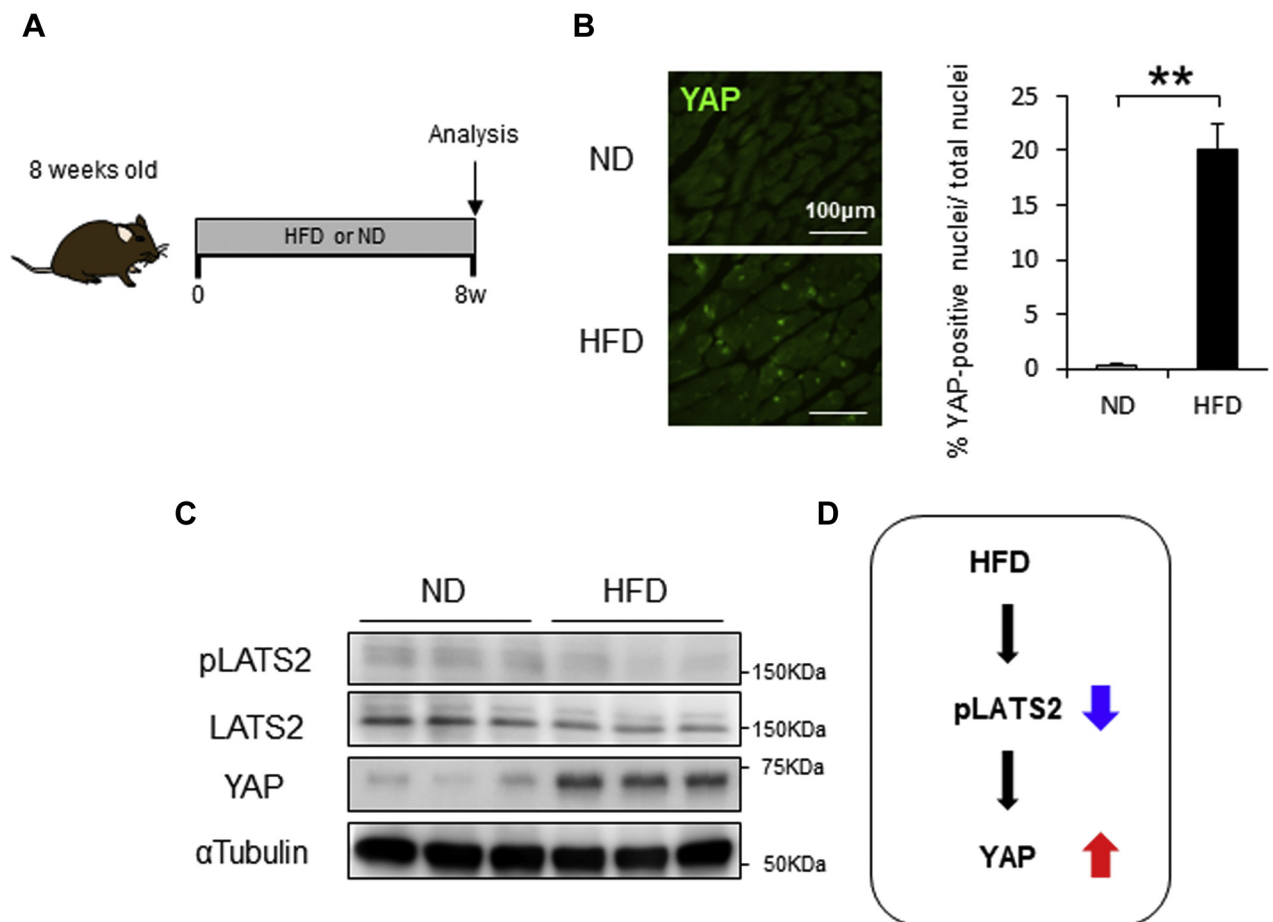 A
8 weeks old
Analysis
HFD or ND
0
8w
B
ND
YAP
100µm
HFD
% YAP-positive nuclei/ total nuclei
25
20
15
10
5
0
**
ND
HFD
C
ND
HFD
pLATS2
150KDa
LATS2
150KDa
YAP
75KDa
αTubulin
50KDa
D
HFD
pLATS2
YAP